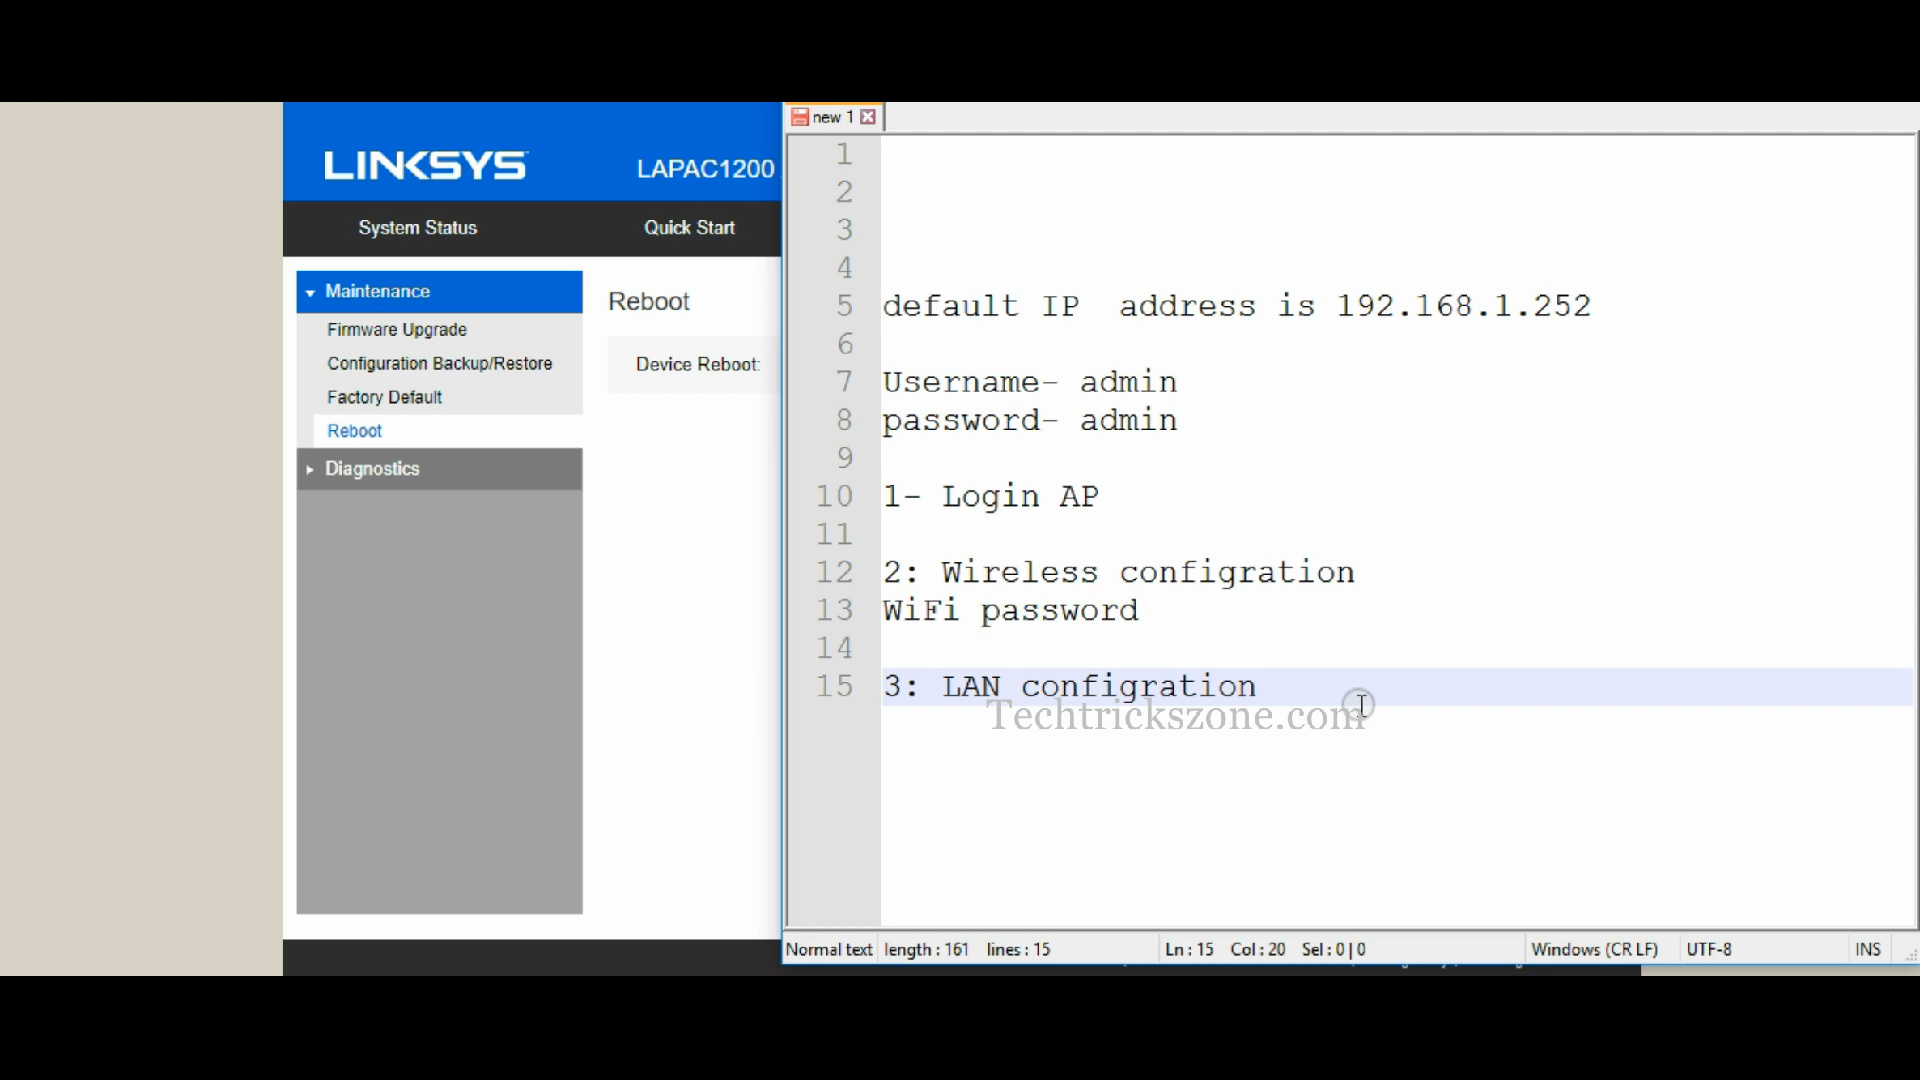 LINKSYS
LAPAC1200
System Status
Quick Start
Maintenance
Firmware Upgrade
Configuration Backup/Restore
Factory Default
Reboot
Diagnostics
Reboot
Device Reboot:
new 1
1
2
3
4
5 default IP  address is 192.168.1.252
6
7 Username- admin
8 password- admin
9
10 1- Login AP
11
12 2: Wireless configration
13 WiFi password
14
15 3: LAN configration
Techtrickszone.com
Normal text length : 161 lines : 15 Ln : 15 Col : 20 Sel : 0 | 0 Windows (CR LF) UTF-8 INS